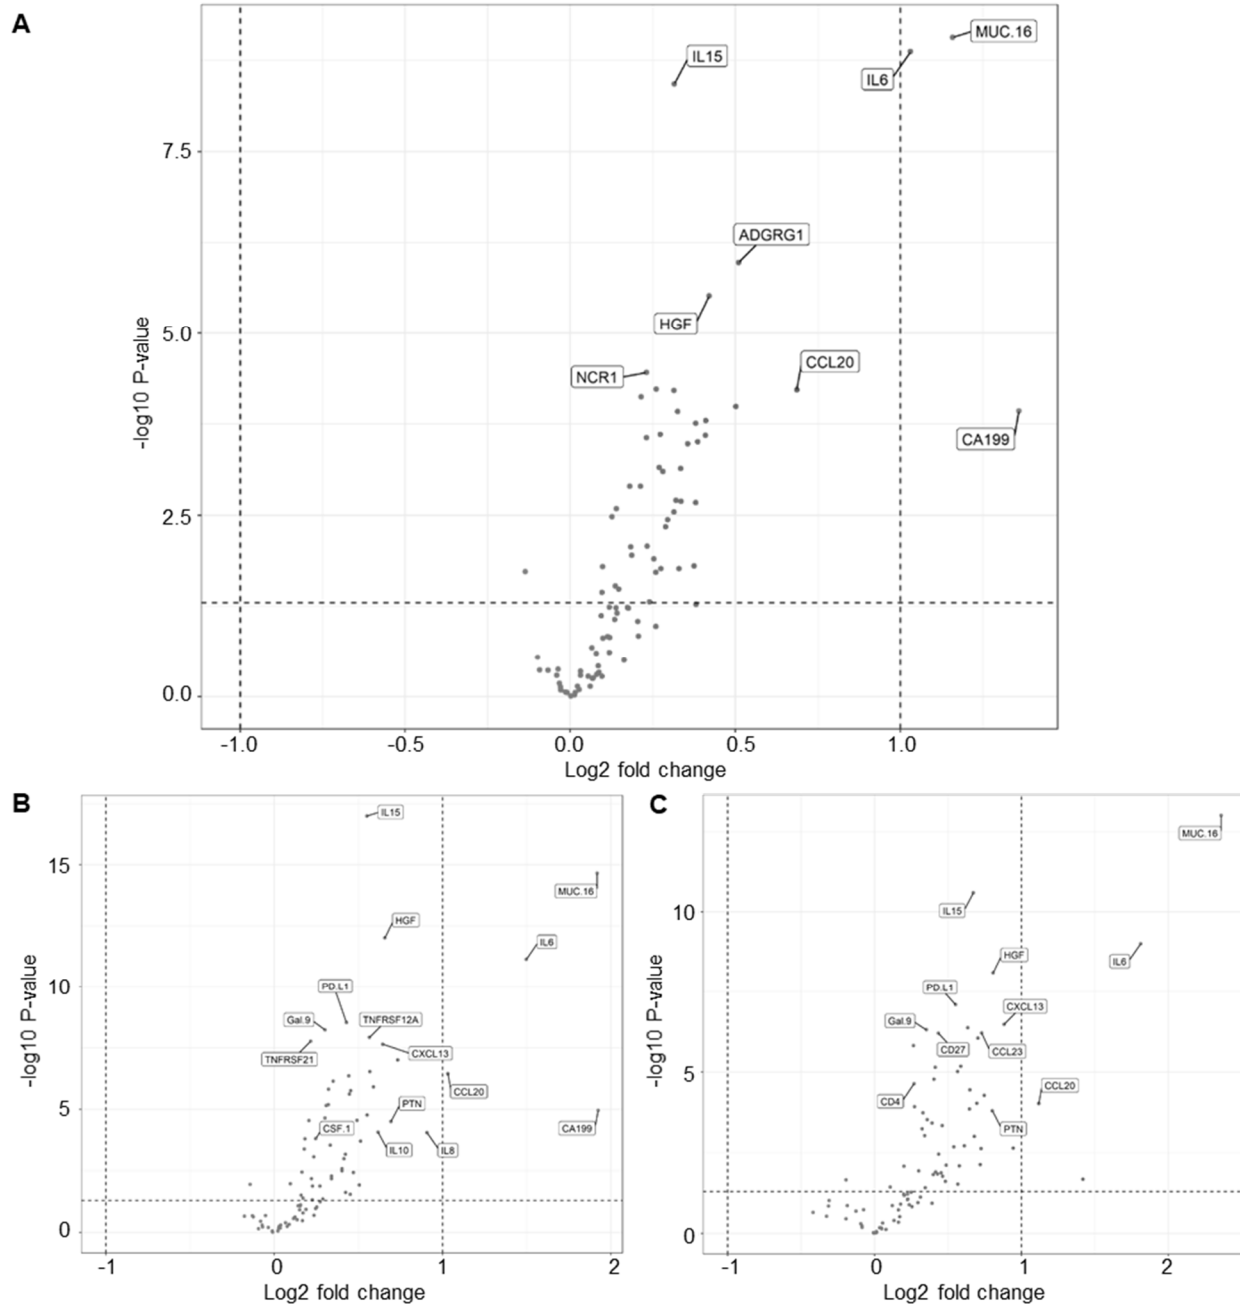 A
MUC.16
IL15
IL6
7.5
ADGRG1
HGF
5.0
CCL20
NCR1
CA199
-log10 P-value
2.5
0.0
-1.0 -0.5 0.0 0.5 1.0
Log2 fold change
B
IL15
15
MUC.16
HGF
IL6
10
PD.L1
Gal.9
TNFRSF12A
TNFRSF21
CXCL13
CCL20
PTN
5
CSF.1
CA199
IL10
IL8
-log10 P-value
0
-1 0 1 2
Log2 fold change
C
MUC.16
IL15
10
HGF
IL6
PD.L1
CXCL13
Gal.9
CD27
CCL23
5
CCL20
CD4
PTN
-log10 P-value
0
-1 0 1 2
Log2 fold change